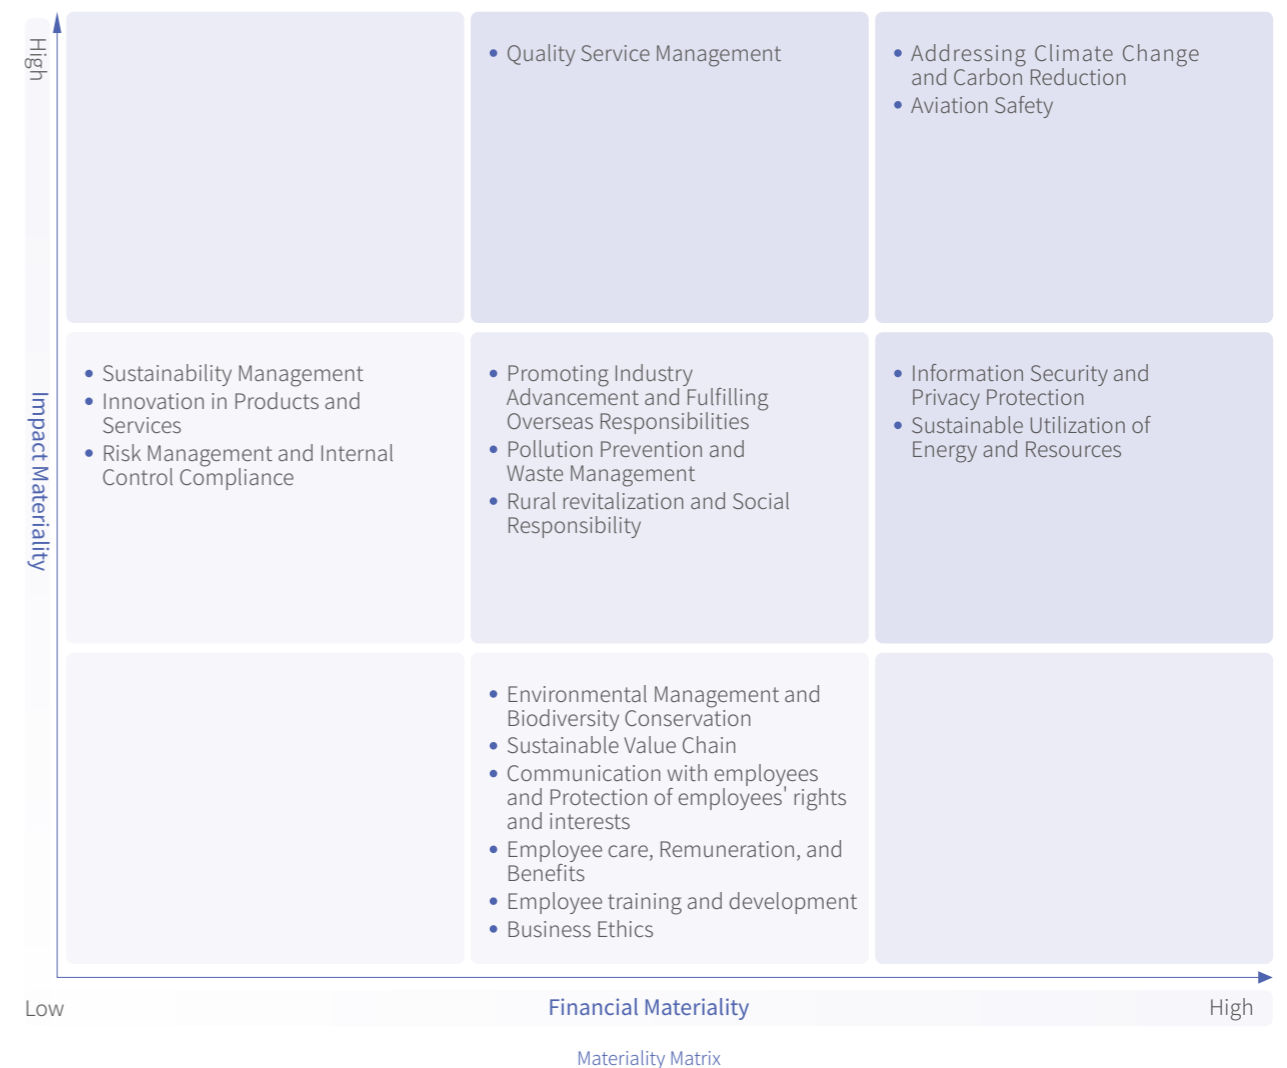 High
Impact Materiality
• Quality Service Management
• Addressing Climate Change
and Carbon Reduction
• Aviation Safety
• Sustainability Management
• Innovation in Products and
Services
• Risk Management and Internal
Control Compliance
• Promoting Industry
Advancement and Fulfilling
Overseas Responsibilities
• Pollution Prevention and
Waste Management
• Rural revitalization and Social
Responsibility
• Information Security and
Privacy Protection
• Sustainable Utilization of
Energy and Resources
• Environmental Management and
Biodiversity Conservation
• Sustainable Value Chain
• Communication with employees
and Protection of employees' rights
and interests
• Employee care, Remuneration, and
Benefits
• Employee training and development
• Business Ethics
Low
Financial Materiality
High
Materiality Matrix